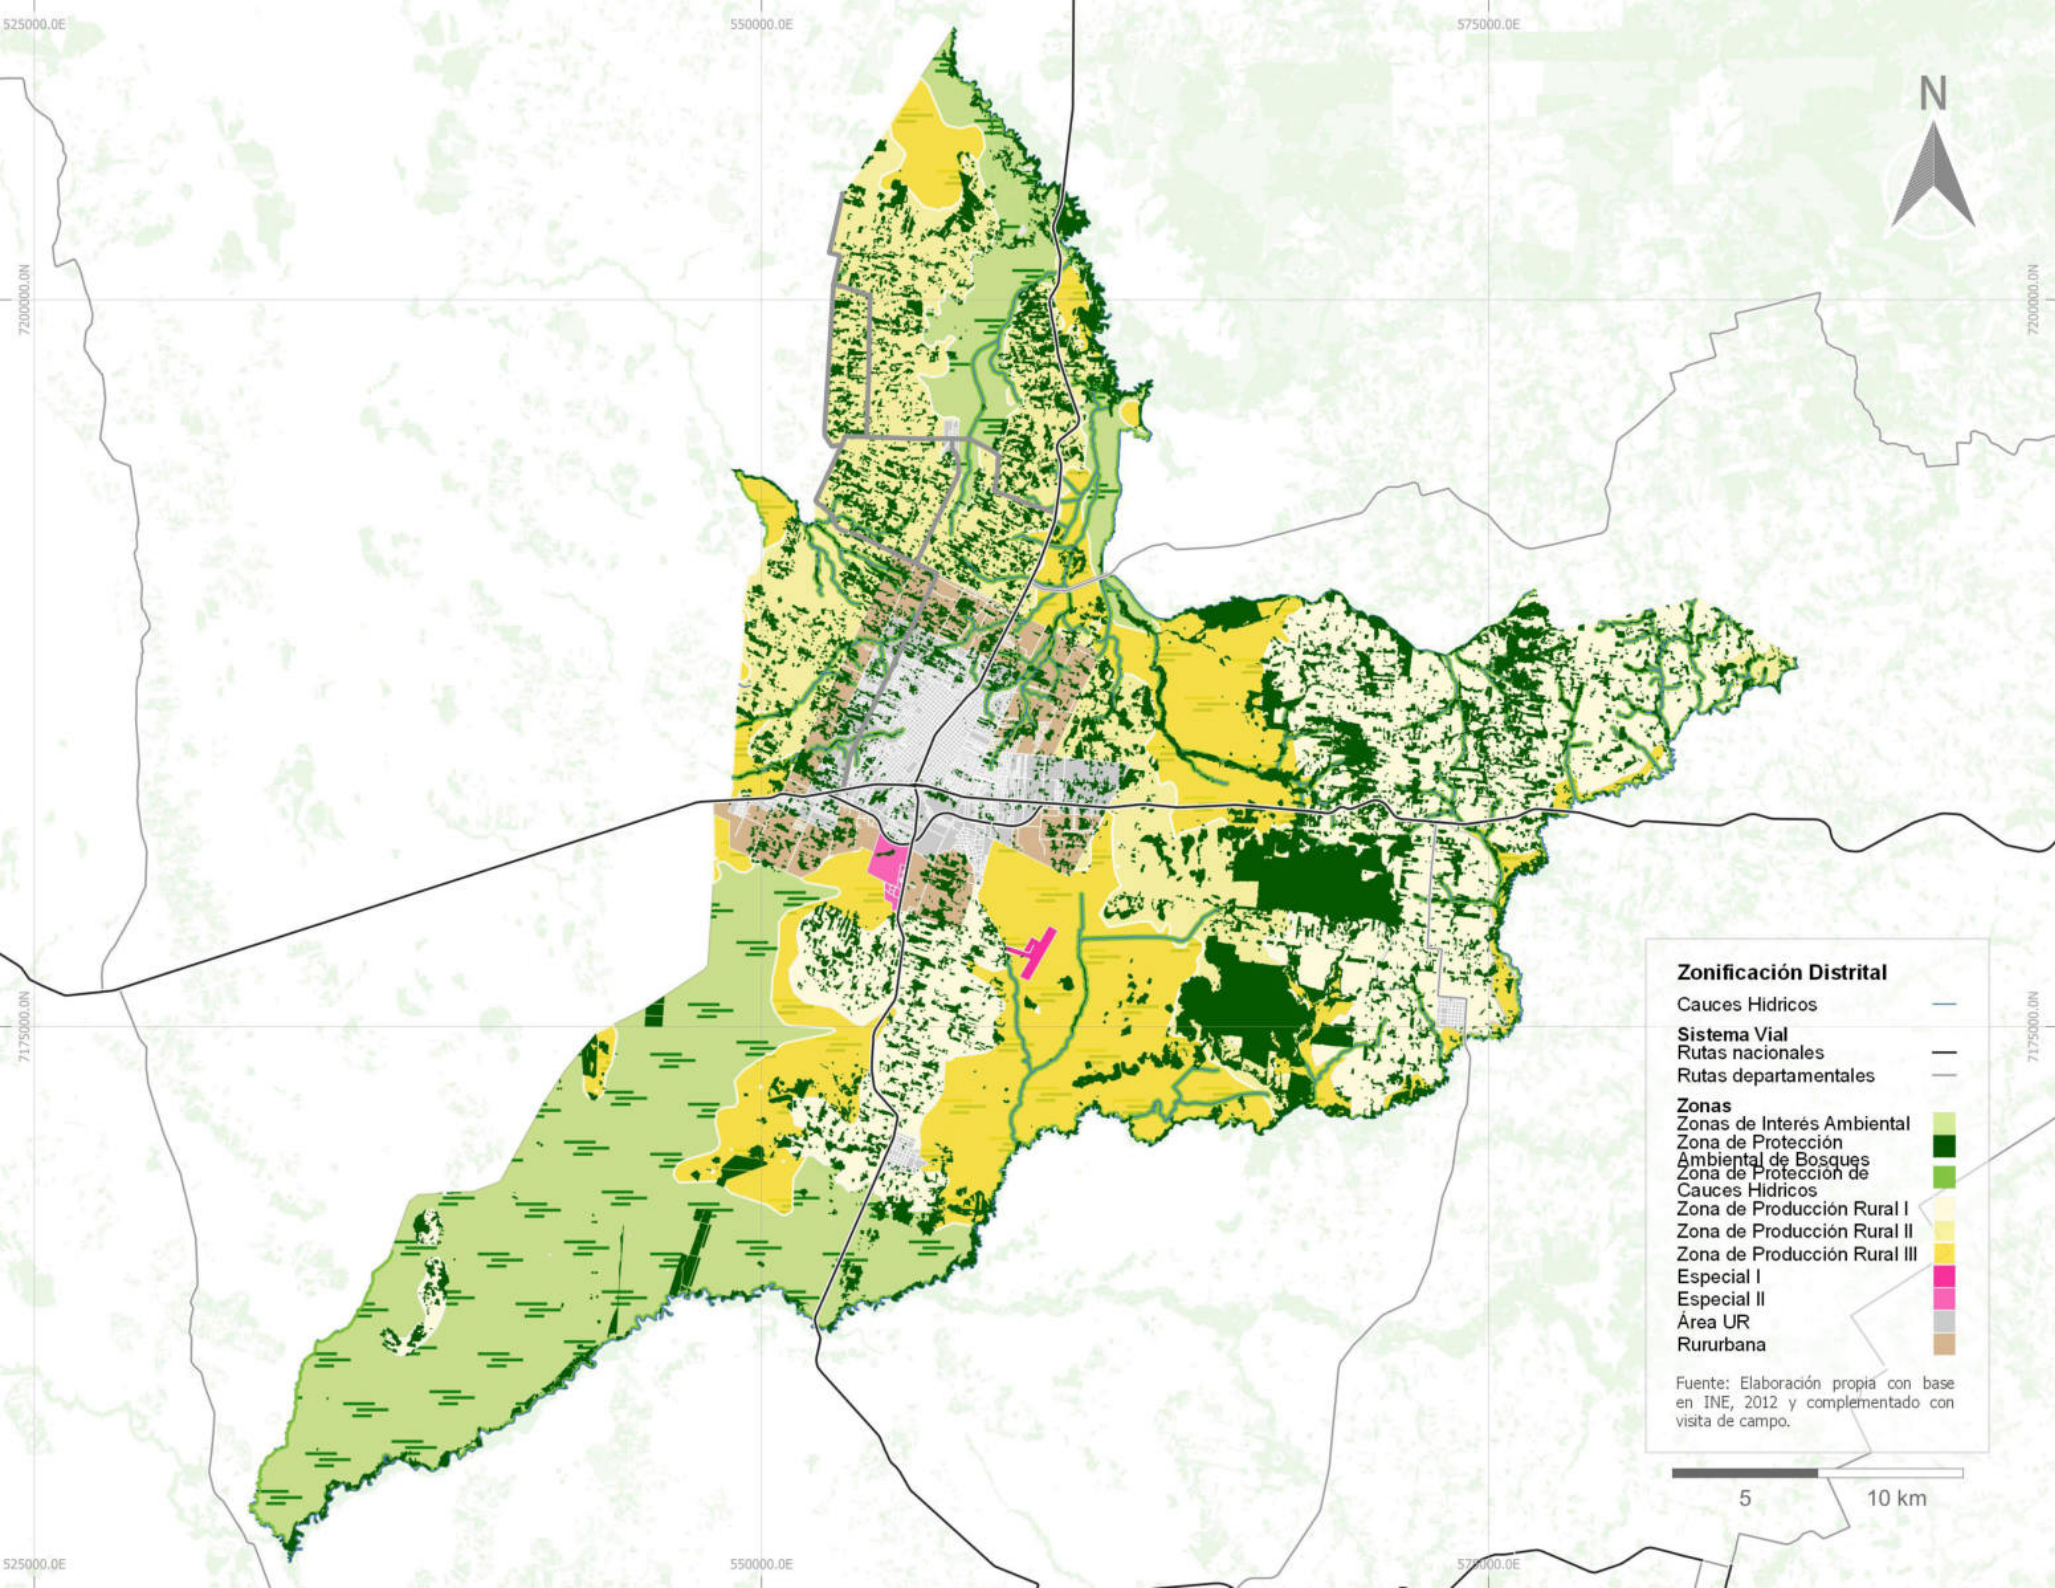 525000.0E
550000.0E
575000.0E
N
7200000.0N
7200000.0N
7175000.0N
7175000.0N
Zonificación Distrital
Cauces Hidricos
Sistema Vial
Rutas nacionales
Rutas departamentales
Zonas
Zonas de Interés Ambiental
Zona de Protección
Ambiental de Bosques
Zona de Protección de
Cauces Hidricos
Zona de Producción Rural I
Zona de Producción Rural II
Zona de Producción Rural III
Especial I
Especial II
Área UR
Rururbana
Fuente: Elaboración propia con base
en INE, 2012 y complementado con
visita de campo.
5
10 km
525000.0E
550000.0E
575000.0E